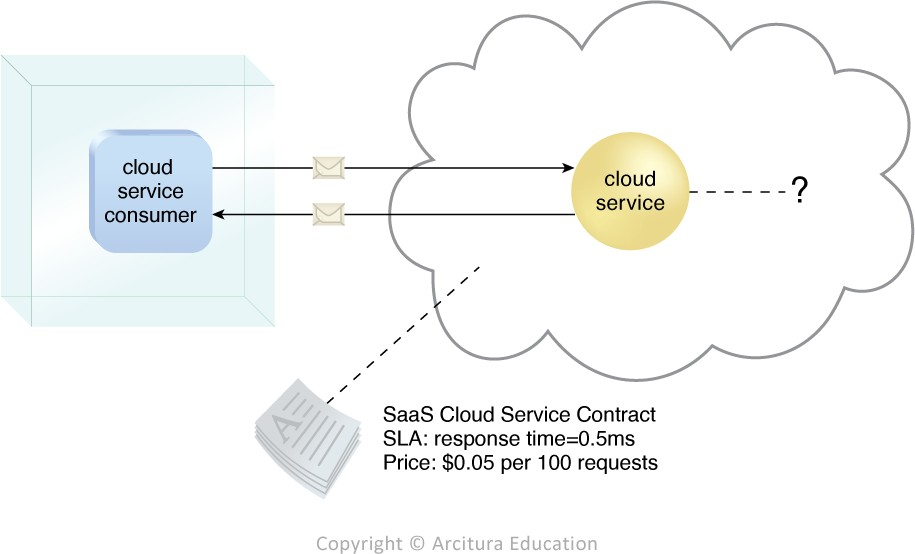 cloud
service
consumer
cloud
service
?
A
SaaS Cloud Service Contract
SLA: response time=0.5ms
Price: $0.05 per 100 requests
Copyright © Arcitura Education